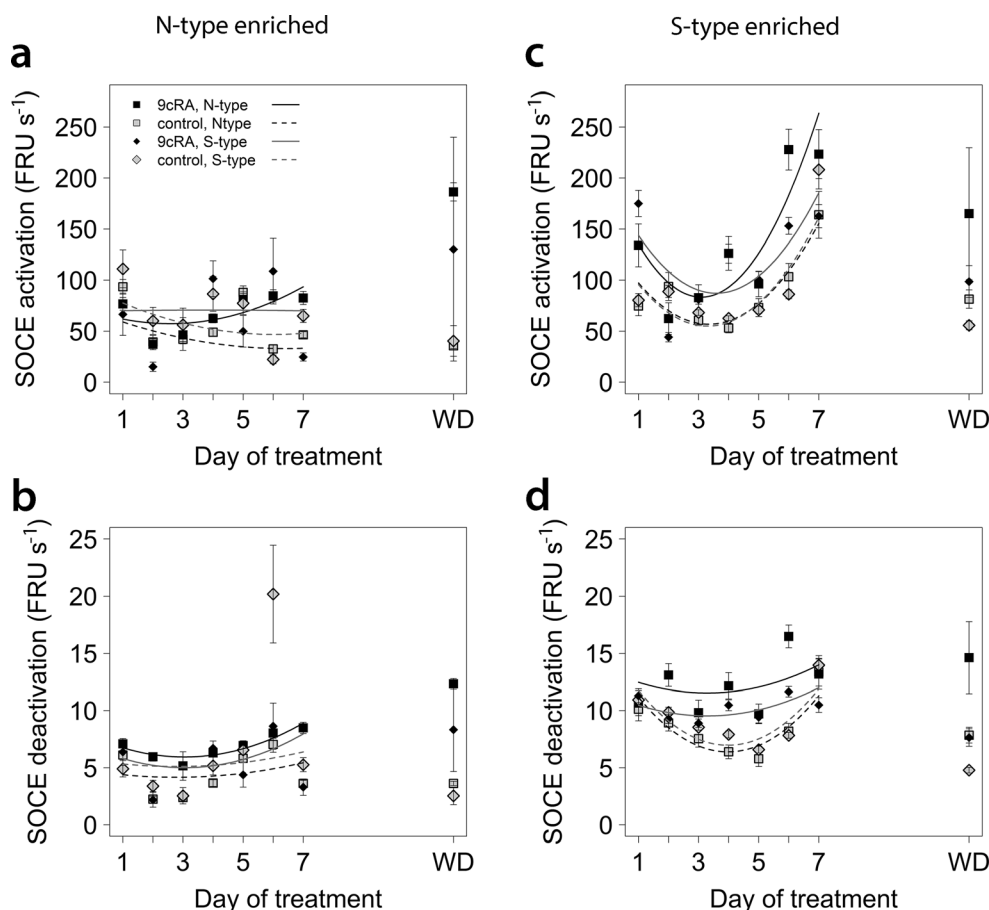 N-type enriched
S-type enriched
a
c
SOCE activation (FRU s-1)
250
200
150
100
50
0
9cRA, N-type
control, Ntype
9cRA, S-type
control, S-type
1
3
5
7
WD
Day of treatment
SOCE activation (FRU s-1)
250
200
150
100
50
0
1
3
5
7
WD
Day of treatment
b
d
SOCE deactivation (FRU s-1)
25
20
15
10
5
0
1
3
5
7
WD
Day of treatment
SOCE deactivation (FRU s-1)
25
20
15
10
5
0
1
3
5
7
WD
Day of treatment